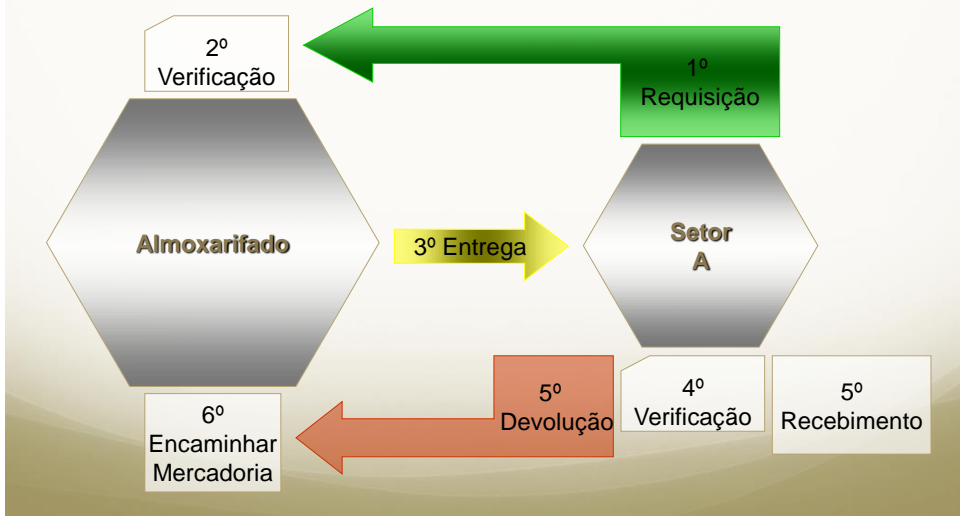 2º
Verificação
1º
Requisição
Almoxarifado
3º Entrega
Setor
A
5º
Devolução
4º
Verificação
5º
Recebimento
6º
Encaminhar
Mercadoria